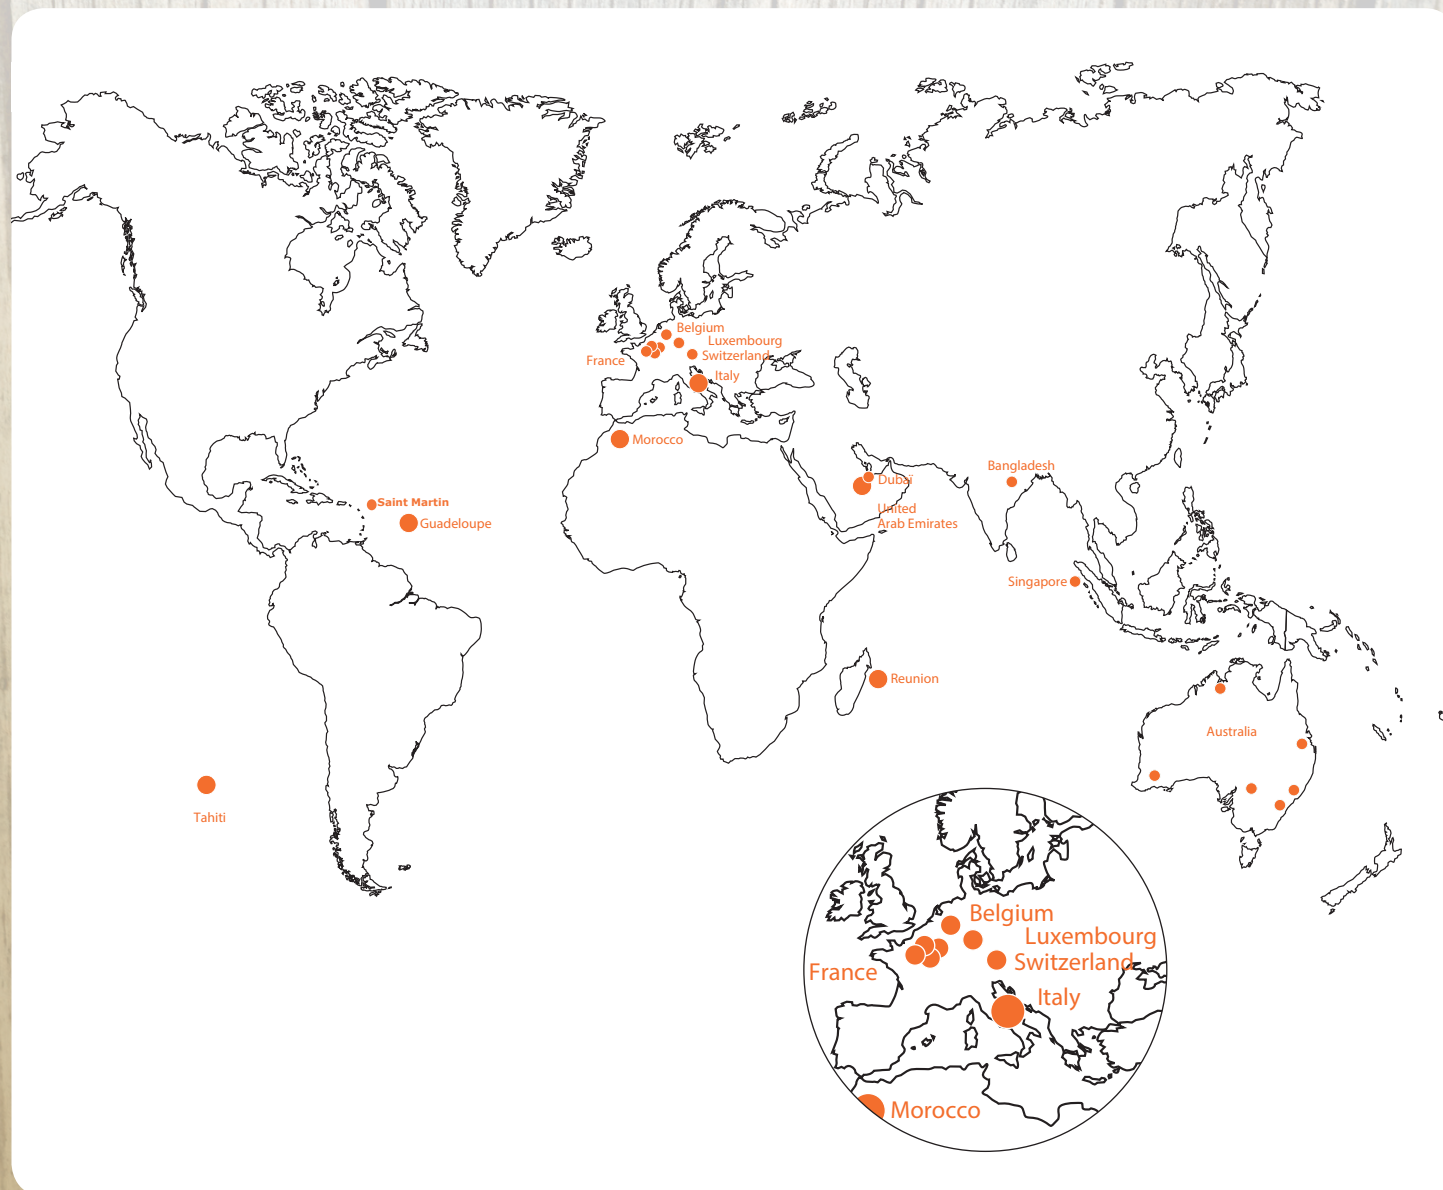 Belgium
Luxembourg
Switzerland
France
Italy
Morocco
Bangladesh
Dubaï
Saint Martin
United
Arab Emirates
Guadeloupe
Singapore
Reunion
Australia
Tahiti
Belgium
Luxembourg
Switzerland
France
Italy
Morocco